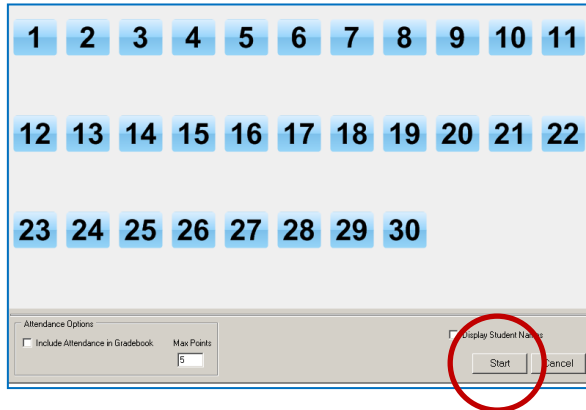 1 2 3 4 5 6 7 8 9 10 11
12 13 14 15 16 17 18 19 20 21 22
23 24 25 26 27 28 29 30
Attendance Options
Include Attendance in Gradebook Max Points
5
Display Student Names
Start Cancel